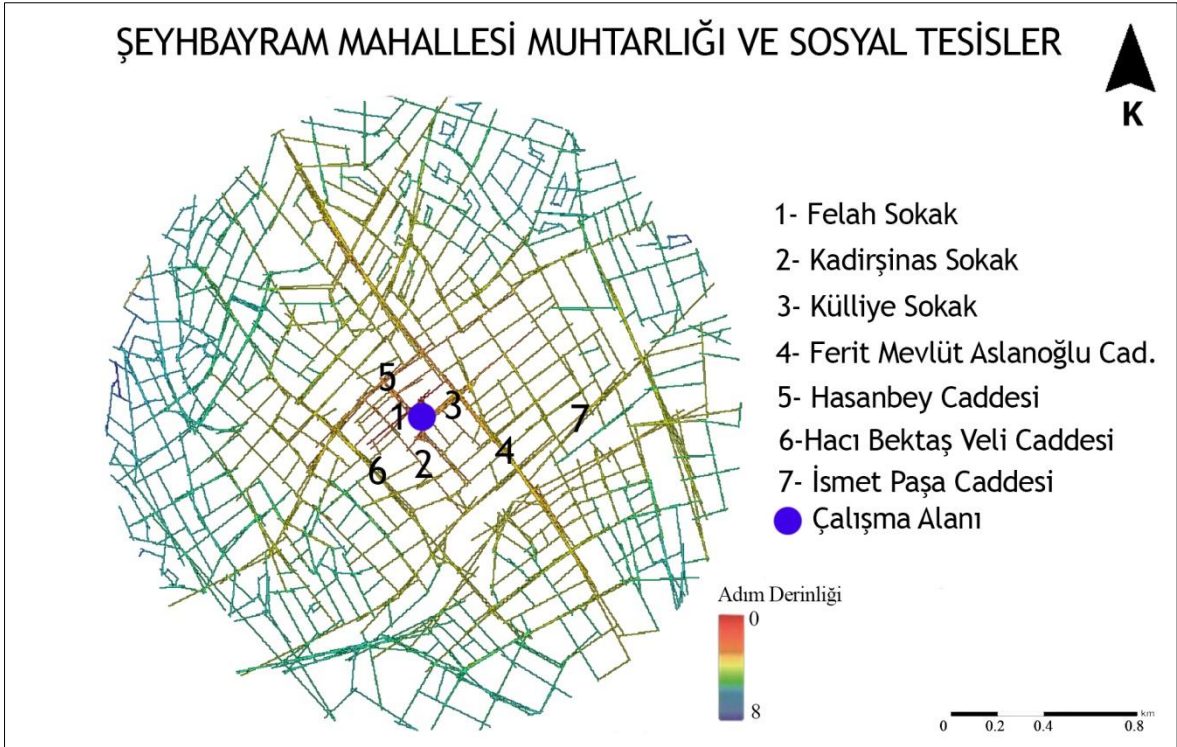 ŞEYHBAYRAM MAHALLESİ MUHTARLIĞI VE SOSYAL TESİSLER
K
1- Felah Sokak
2- Kadirşinas Sokak
3- Külliye Sokak
4- Ferit Mevlüt Aslanoğlu Cad.
5- Hasanbey Caddesi
6-Hacı Bektaş Veli Caddesi
7- İsmet Paşa Caddesi
Çalışma Alanı
5
1
3
7
4
2
6
Adım Derinliği
0
8
km
0 0.2 0.4 0.8